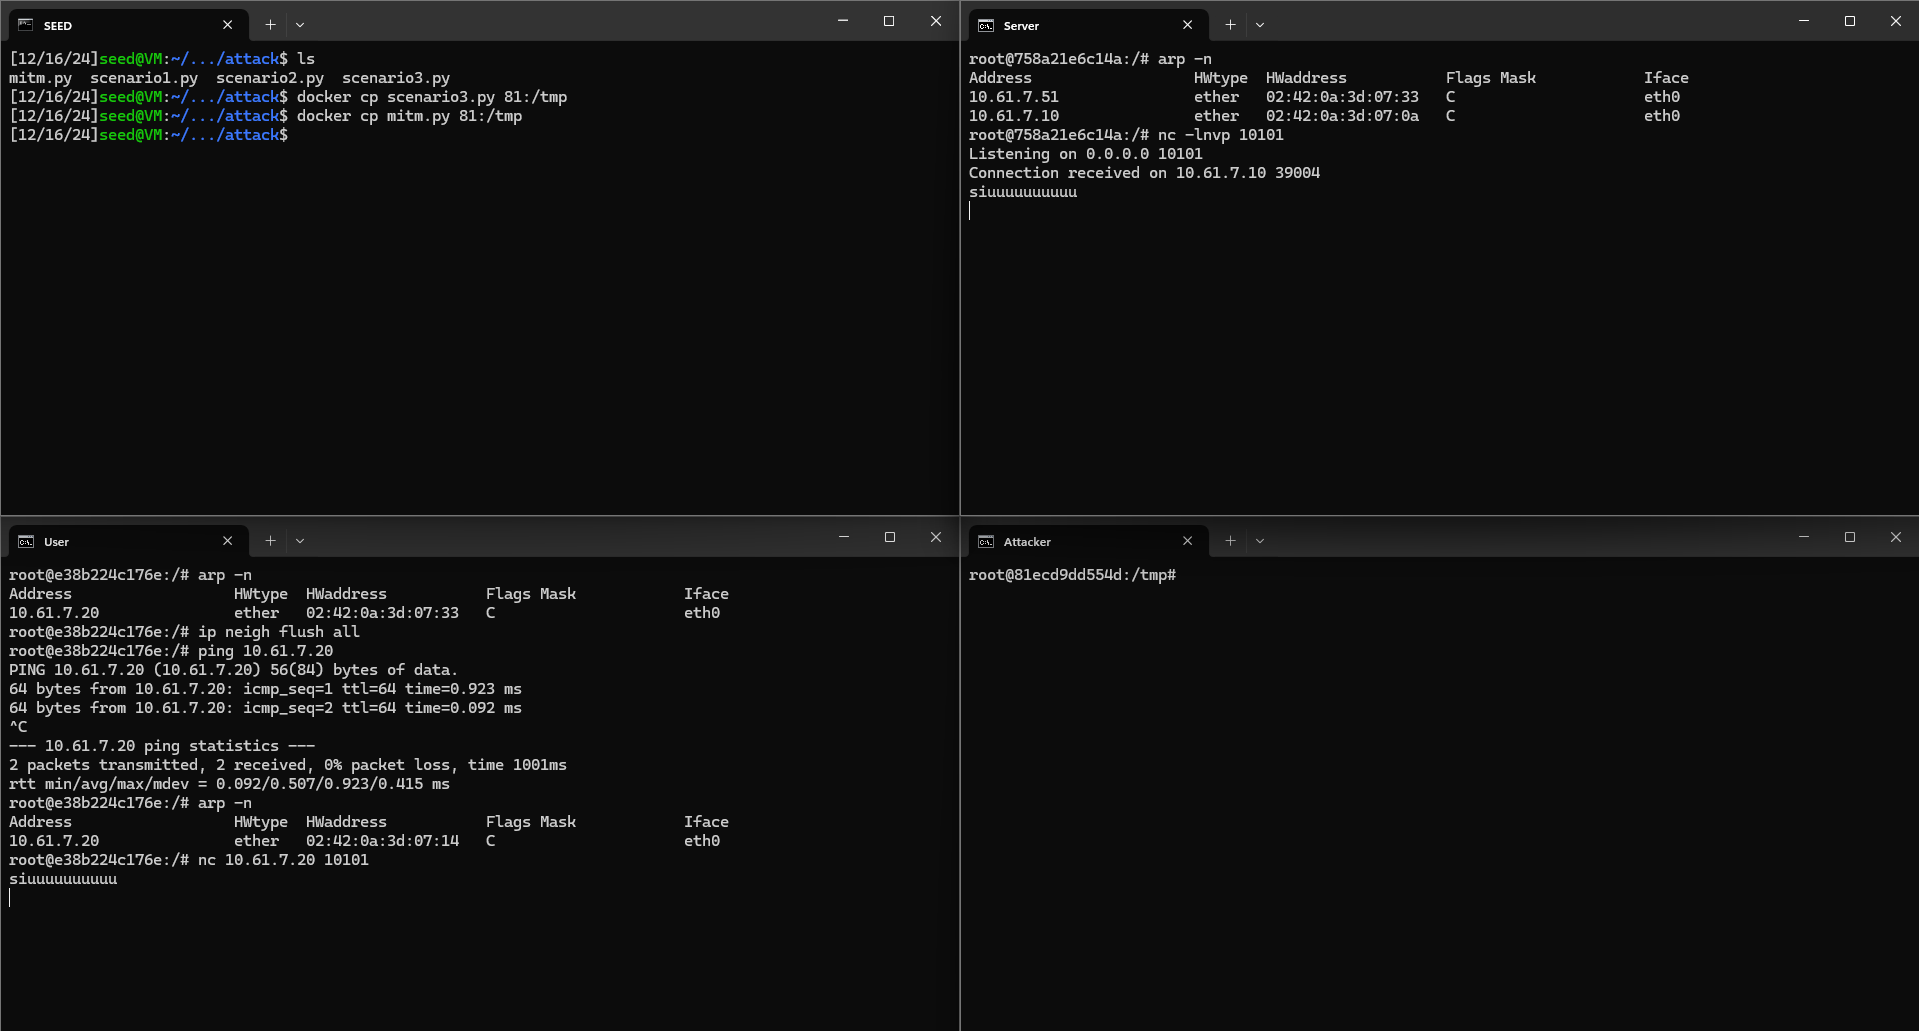 SEED
[12/16/24]seed@VM:~/.../attack$ ls
mitm.py  scenario1.py  scenario2.py  scenario3.py
[12/16/24]seed@VM:~/.../attack$ docker cp scenario3.py 81:/tmp
[12/16/24]seed@VM:~/.../attack$ docker cp mitm.py 81:/tmp
[12/16/24]seed@VM:~/.../attack$
Server
root@758a21e6c14a:/# arp -n
Address                  HWtype  HWaddress           Flags Mask            Iface
10.61.7.51               ether   02:42:0a:3d:07:33   C                     eth0
10.61.7.10               ether   02:42:0a:3d:07:0a   C                     eth0
root@758a21e6c14a:/# nc -lnvp 10101
Listening on 0.0.0.0 10101
Connection received on 10.61.7.10 39004
siuuuuuuuuuu
User
root@e38b224c176e:/# arp -n
Address                  HWtype  HWaddress           Flags Mask            Iface
10.61.7.20               ether   02:42:0a:3d:07:33   C                     eth0
root@e38b224c176e:/# ip neigh flush all
root@e38b224c176e:/# ping 10.61.7.20
PING 10.61.7.20 (10.61.7.20) 56(84) bytes of data.
64 bytes from 10.61.7.20: icmp_seq=1 ttl=64 time=0.923 ms
64 bytes from 10.61.7.20: icmp_seq=2 ttl=64 time=0.092 ms
^C
--- 10.61.7.20 ping statistics ---
2 packets transmitted, 2 received, 0% packet loss, time 1001ms
rtt min/avg/max/mdev = 0.092/0.507/0.923/0.415 ms
root@e38b224c176e:/# arp -n
Address                  HWtype  HWaddress           Flags Mask            Iface
10.61.7.20               ether   02:42:0a:3d:07:14   C                     eth0
root@e38b224c176e:/# nc 10.61.7.20 10101
siuuuuuuuuuu
Attacker
root@81ecd9dd554d:/tmp#